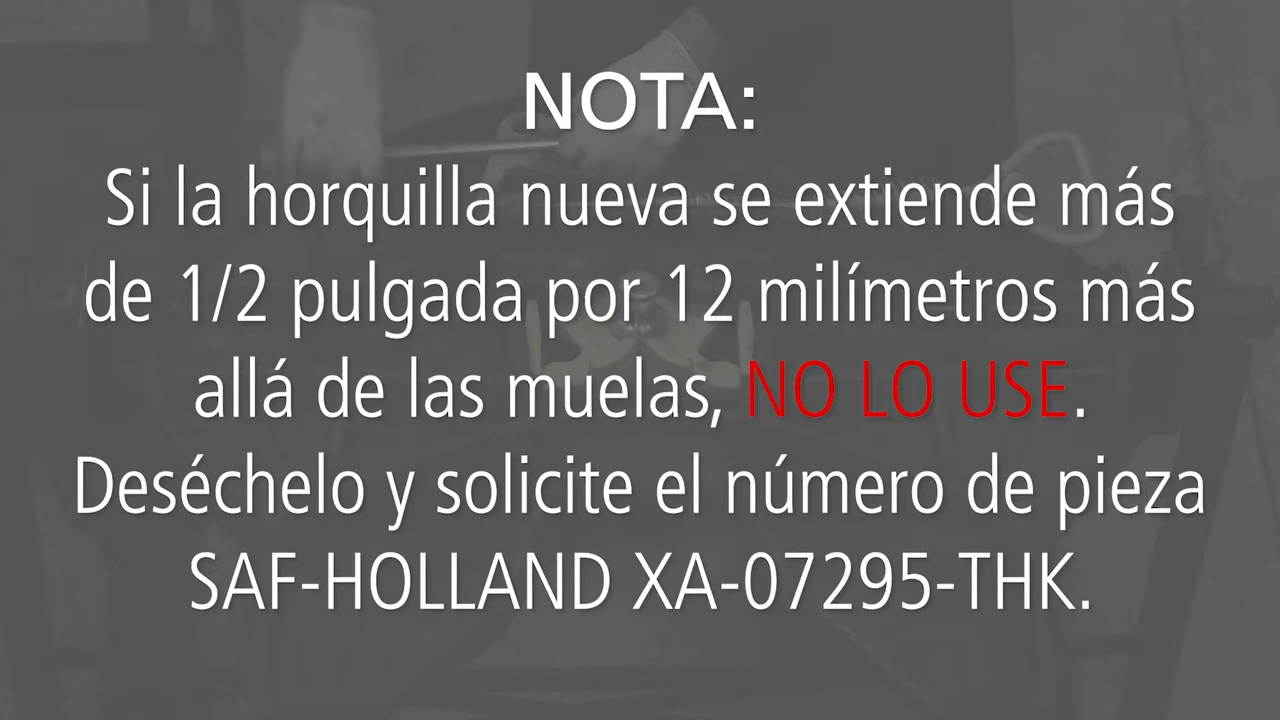 NOTA:
Si la horquilla nueva se extiende más
de 1/2 pulgada por 12 milímetros más
allá de las muelas, NO LO USE.
Deséchelo y solicite el número de pieza
SAF-HOLLAND XA-07295-THK.